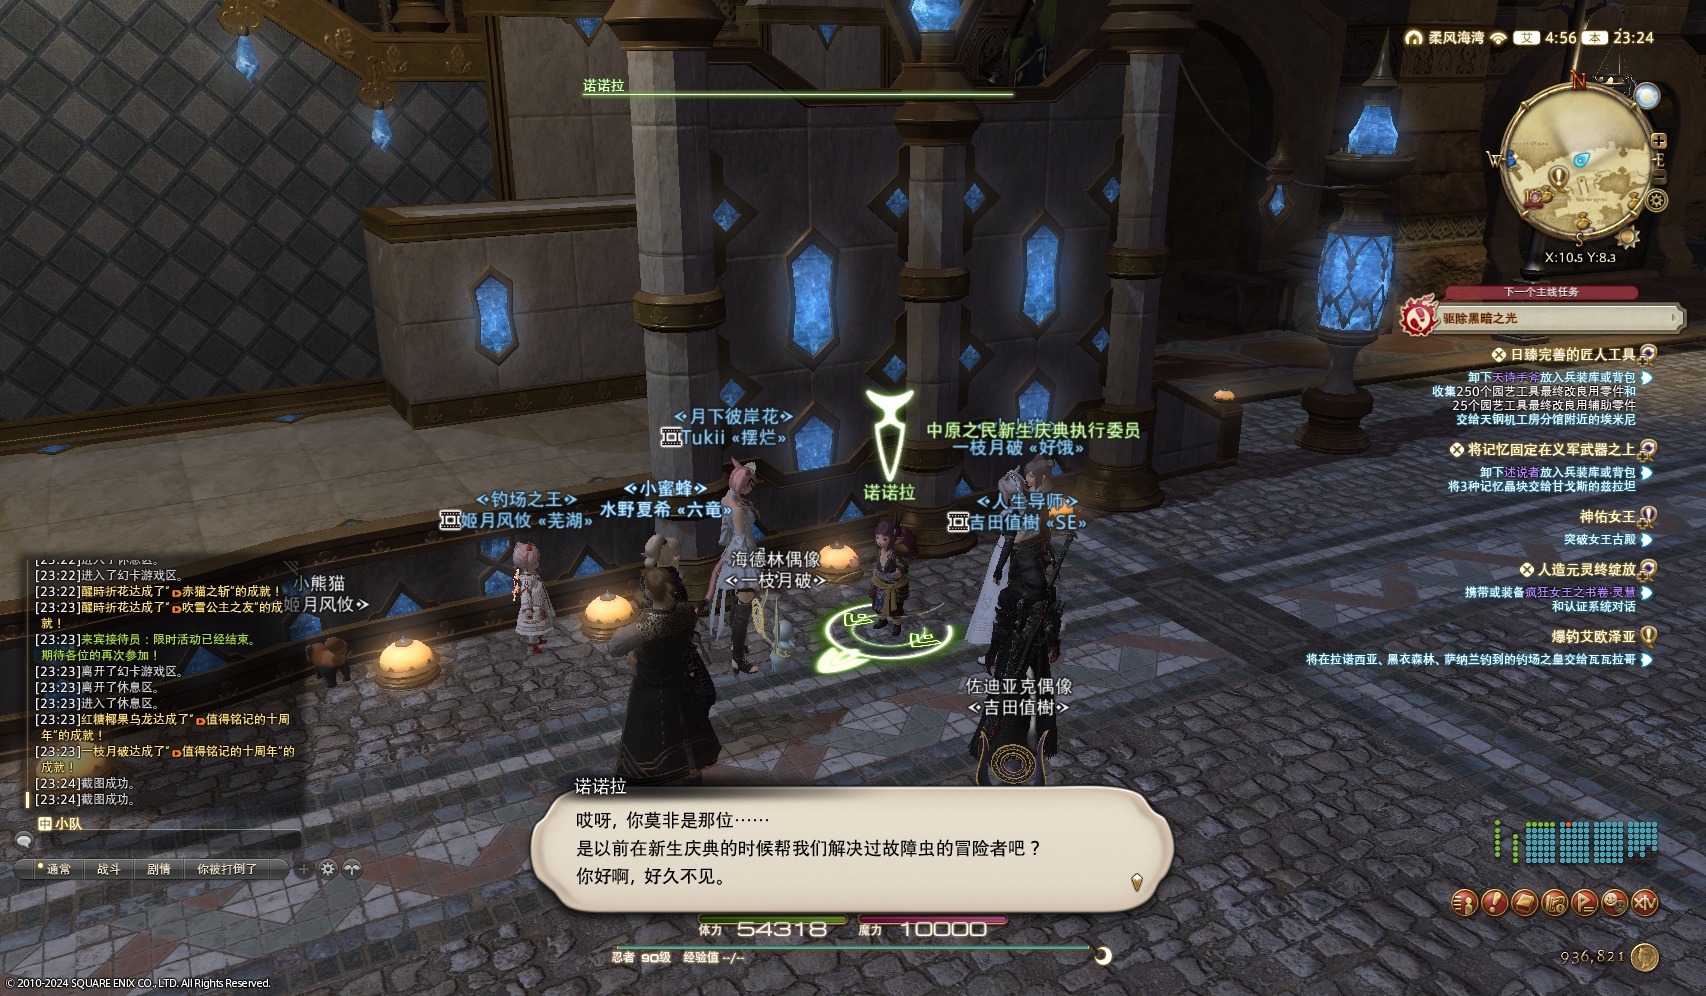 诺诺拉
柔风海湾 艾 4:56 本 23:24
N
W
E
S
X:10.5 Y:8.3
下一个主线任务
驱除黑暗之光
日臻完善的匠人工具
卸下天诗手斧放入兵装库或背包
收集250个园艺工具最终改良用零件和
25个园艺工具最终改良用辅助零件
交给天钢机工房分馆附近的埃米尼
将记忆固定在义军武器之上
卸下述说者放入兵装库或背包
将3种记忆晶块交给甘戈斯的兹拉坦
神佑女王
突破女王古殿
人造元灵终绽放
携带或装备疯狂女王之书卷·灵慧
和认证系统对话
爆钓艾欧泽亚
将在拉诺西亚、黑衣森林、萨纳兰钓到的钓场之皇交给瓦瓦拉哥
月下彼岸花
Tukii «摆烂»
中原之民新生庆典执行委员
一枝月破 «好饿»
诺诺拉
钓场之王
姬月风攸 «芜湖»
小蜜蜂
水野夏希 «六竜»
人生导师
吉田值樹 «SE»
海德林偶像
一枝月破
小熊猫
姬月风攸
佐迪亚克偶像
吉田值樹
[23:22]进入了休息区。
[23:22]进入了幻卡游戏区。
[23:22]醒時折花达成了“赤猫之斩”的成就！
[23:23]醒時折花达成了“吹雪公主之友”的成
就！
[23:23]来宾接待员：限时活动已经结束。
期待各位的再次参加！
[23:23]离开了幻卡游戏区。
[23:23]离开了休息区。
[23:23]进入了休息区。
[23:23]红糖椰果乌龙达成了“值得铭记的十周
年”的成就！
[23:23]一枝月破达成了“值得铭记的十周年”的
成就！
[23:24]截图成功。
[23:24]截图成功。
中 小队
通常 战斗 剧情 你被打倒了
诺诺拉
哎呀，你莫非是那位……
是以前在新生庆典的时候帮我们解决过故障虫的冒险者吧？
你好啊，好久不见。
体力 54318 魔力 10000
忍者 90级 经验值 --/--
XIV
936,821
© 2010-2024 SQUARE ENIX CO., LTD. All Rights Reserved.